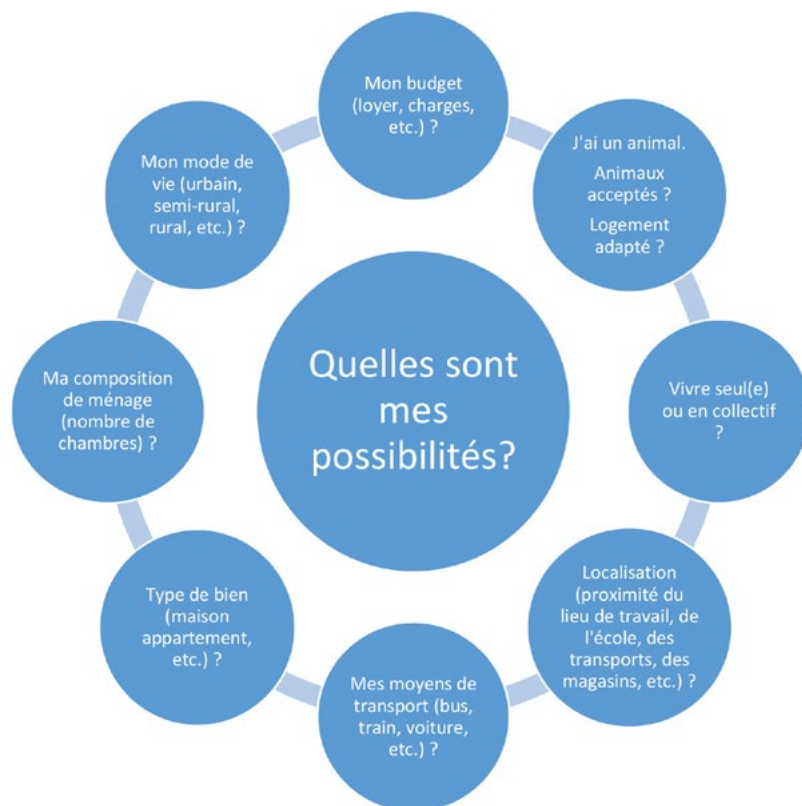 Mon budget
(loyer, charges,
etc.) ?
J'ai un animal.
Animaux
acceptés ?
Logement
adapté ?
Vivre seul(e)
ou en collectif
?
Localisation
(proximité du
lieu de travail, de
l'école, des
transports, des
magasins, etc.) ?
Mes moyens de
transport (bus,
train, voiture,
etc.) ?
Type de bien
(maison
appartement,
etc.) ?
Ma composition
de ménage
(nombre de
chambres) ?
Mon mode de
vie (urbain,
semi-rural,
rural, etc.) ?
Quelles sont
mes
possibilités?